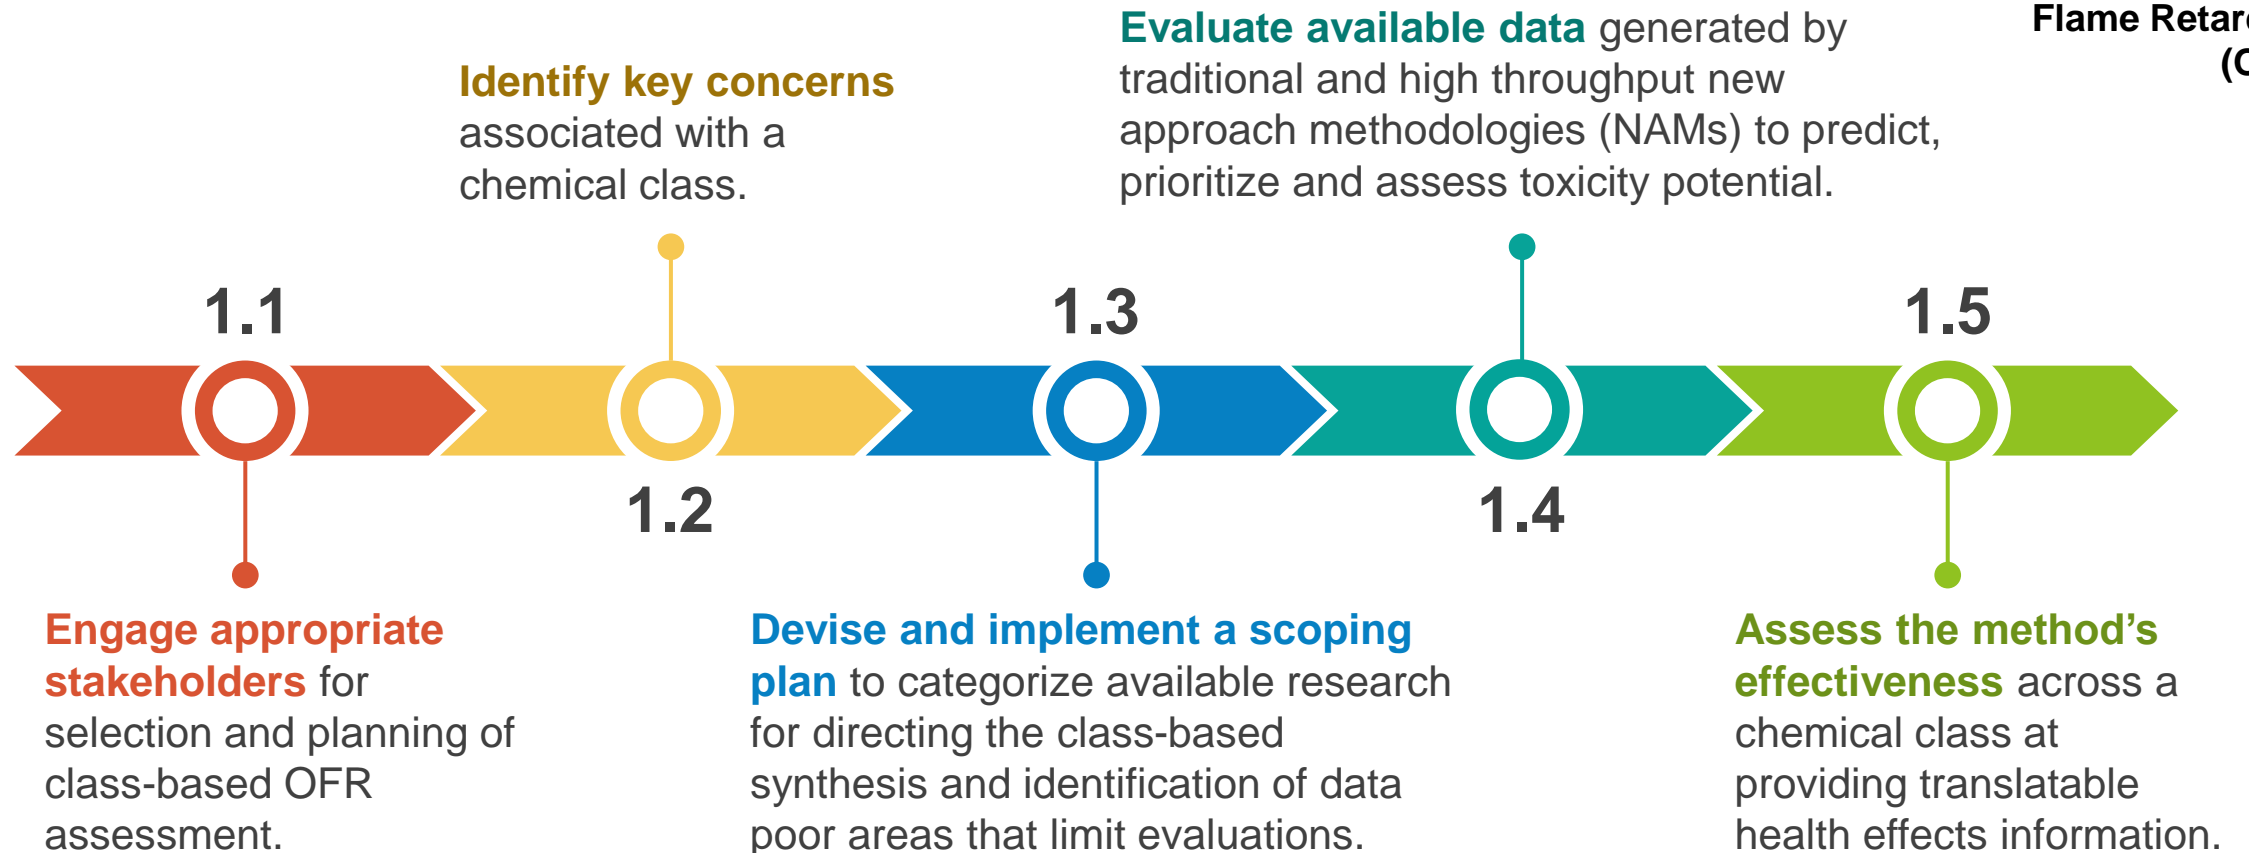 Evaluate available data generated by
traditional and high throughput new
approach methodologies (NAMs) to predict,
prioritize and assess toxicity potential.
Flame
Identify key concerns
associated with a
chemical class.
1.1
1.3
1.5
1.2
1.4
Engage appropriate
stakeholders for
selection and planning of
class-based OFR
assessment.
Devise and implement a scoping
plan to categorize available research
for directing the class-based
synthesis and identification of data
poor areas that limit evaluations.
Assess the method’s
effectiveness across a
chemical class at
providing translatable
health effects information.